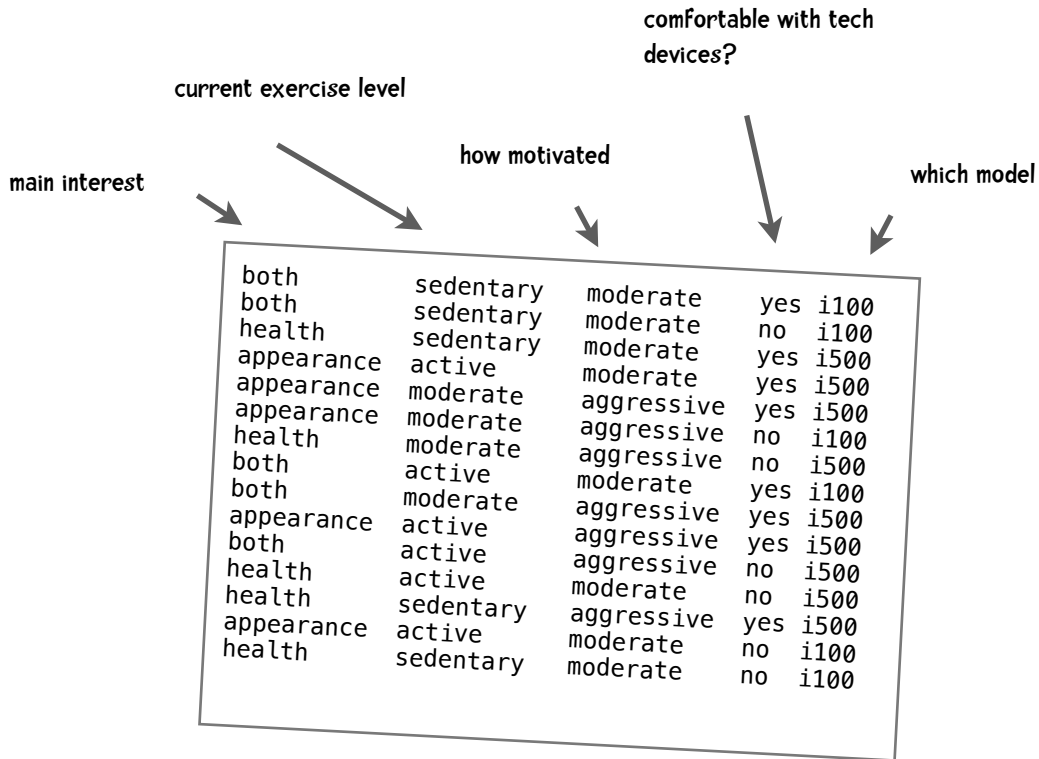 comfortable with tech
devices?
current exercise level
how motivated
main interest
which model
both sedentary moderate yes i100
both sedentary moderate no i100
health sedentary moderate yes i500
appearance active moderate yes i500
appearance moderate aggressive yes i500
appearance moderate aggressive no i100
health moderate aggressive no i500
both active moderate yes i100
both moderate aggressive yes i500
appearance active aggressive yes i500
both active aggressive no i500
health active moderate no i500
health sedentary aggressive yes i500
appearance active moderate no i100
health sedentary moderate no i100